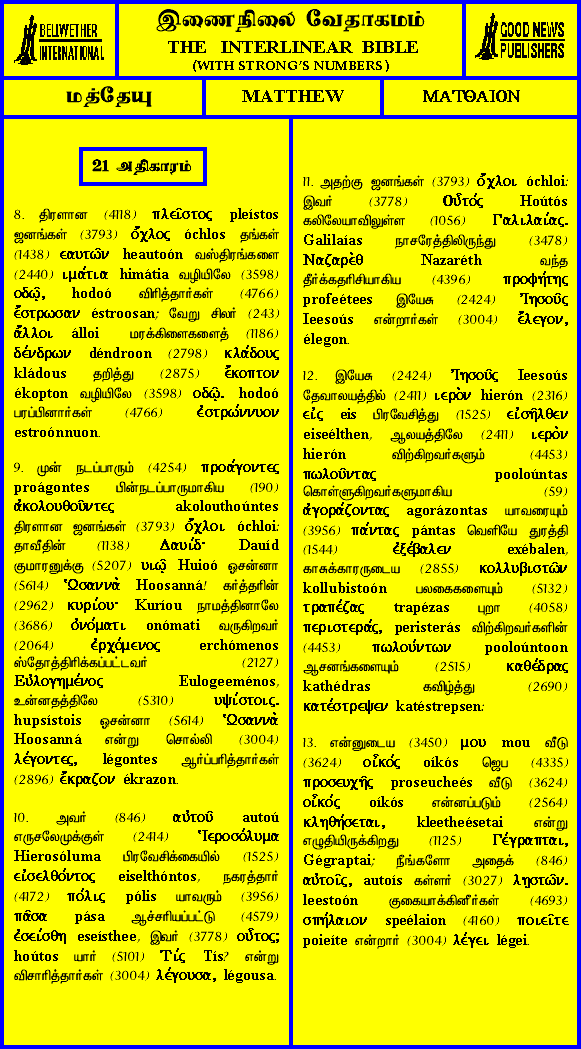 BELLWETHER
INTERNATIONAL
இணைநிலை வேதாகமம்
THE INTERLINEAR BIBLE
(WITH STRONG'S NUMBERS)
GOOD NEWS
PUBLISHERS
மத்தேயு
MATTHEW
ΜΑΤΘΑΙΟΝ
21 அதிகாரம்
8. திரளான (4118) πλεῖστος pleístos
ஜனங்கள் (3793) ὄχλος óchlos தங்கள்
(1438) εαυτῶν heautoón வஸ்திரங்களை
(2440) ιμάτια himátia வழியிலே (3598)
οδῷ, hodoó விரித்தார்கள் (4766)
ἔστρωσαν éstroosan; வேறு சிலர் (243)
ἄλλοι álloi மரக்கிளைகளைத் (1186)
δένδρων déndroon (2798) κλάδους
kládous தறித்து (2875) ἔκοπτον
ékopton வழியிலே (3598) οδῷ. hodoó
பரப்பினார்கள் (4766) ἐστρώννυον
estroónnuon.
9. முன் நடப்பாரும் (4254) προάγοντες
proágontes பின்நடப்பாருமாகிய (190)
ἀκολουθοῦντες akolouthoúntes
திரளான ஜனங்கள் (3793) ὄχλοι óchloi:
தாவீதின் (1138) Δαυίδ· Dauíd
குமாரனுக்கு (5207) υιῷ Huioó ஓசன்னா
(5614) Ὡσαννὰ Hoosanná! கர்த்தரின்
(2962) κυρίου· Kuríou நாமத்தினாலே
(3686) ὀνόματι onómati வருகிறவர்
(2064) ἐρχόμενος erchómenos
ஸ்தோத்திரிக்கப்பட்டவர் (2127)
Εὐλογημένος Eulogeeménos,
உன்னதத்திலே (5310) υψίστοις.
hupsístois ஓசன்னா (5614) Ὡσαννὰ
Hoosanná என்று சொல்லி (3004)
λέγοντες, légontes ஆர்ப்பரித்தார்கள்
(2896) ἔκραζον ékrazon.
10. அவர் (846) αὐτοῦ autoú
எருசலேமுக்குள் (2414) Ἱεροσόλυμα
Hierosóluma பிரவேசிக்கையில் (1525)
εἰσελθόντος eiselthóntos, நகரத்தார்
(4172) πόλις pólis யாவரும் (3956)
πᾶσα pása ஆச்சரியப்பட்டு (4579)
ἐσείσθη eseísthee, இவர் (3778) οὗτος;
hoútos யார் (5101) Τίς Tís? என்று
விசாரித்தார்கள் (3004) λέγουσα, légousa.
11. அதற்கு ஜனங்கள் (3793) ὄχλοι óchloi:
இவர் (3778) Οὗτός Hoútós
கலிலேயாவிலுள்ள (1056) Γαλιλαίας.
Galilaías நாசரேத்திலிருந்து (3478)
Ναζαρὲθ Nazaréth வந்த
தீர்க்கதரிசியாகிய (4396) προφήτης
profeétees இயேசு (2424) Ἰησοῦς
Ieesoús என்றார்கள் (3004) ἔλεγον,
élegon.
12. இயேசு (2424) Ἰησοῦς Ieesoús
தேவாலயத்தில் (2411) ιερὸν hierón (2316)
εἰς eis பிரவேசித்து (1525) εἰσῆλθεν
eiseélthen, ஆலயத்திலே (2411) ιερὸν
hierón விற்கிறவர்களும் (4453)
πωλοῦντας pooloúntas
கொள்ளுகிறவர்களுமாகிய (59)
ἀγοράζοντας agorázontas யாவரையும்
(3956) πάντας pántas வெளியே துரத்தி
(1544) ἐξέβαλεν exébalen,
காசுக்காரருடைய (2855) κολλυβιστῶν
kollubistoón பலகைகளையும் (5132)
τραπέζας trapézas புறா (4058)
περιστεράς, peristerás விற்கிறவர்களின்
(4453) πωλούντων pooloúntoon
ஆசனங்களையும் (2515) καθέδρας
kathédras கவிழ்த்து (2690)
κατέστρεψεν katéstrepsen:
13. என்னுடைய (3450) μου mou வீடு
(3624) οἶκός oíkós ஜெப (4335)
προσευχῆς proseucheés வீடு (3624)
οἶκός oíkós என்னப்படும் (2564)
κληθήσεται, kleetheésetai என்று
எழுதியிருக்கிறது (1125) Γέγραπται,
Gégraptai; நீங்களோ அதைக் (846)
αὐτοῖς, autoís கள்ளர் (3027) λῃστῶν.
leestoón குகையாக்கினீர்கள் (4693)
σπήλαιον speélaion (4160) ποιεῖτε
poieíte என்றார் (3004) λέγει légei.